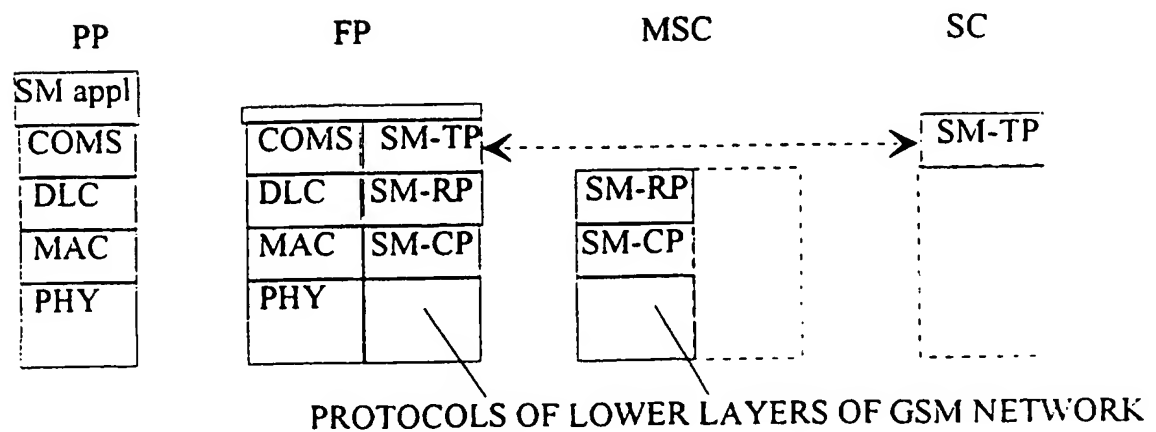 PP FP MSC SC
SM appl
COMS COMS SM-TP SM-TP
DLC DLC SM-RP SM-RP
MAC MAC SM-CP SM-CP
PHY PHY
PROTOCOLS OF LOWER LAYERS OF GSM NETWORK